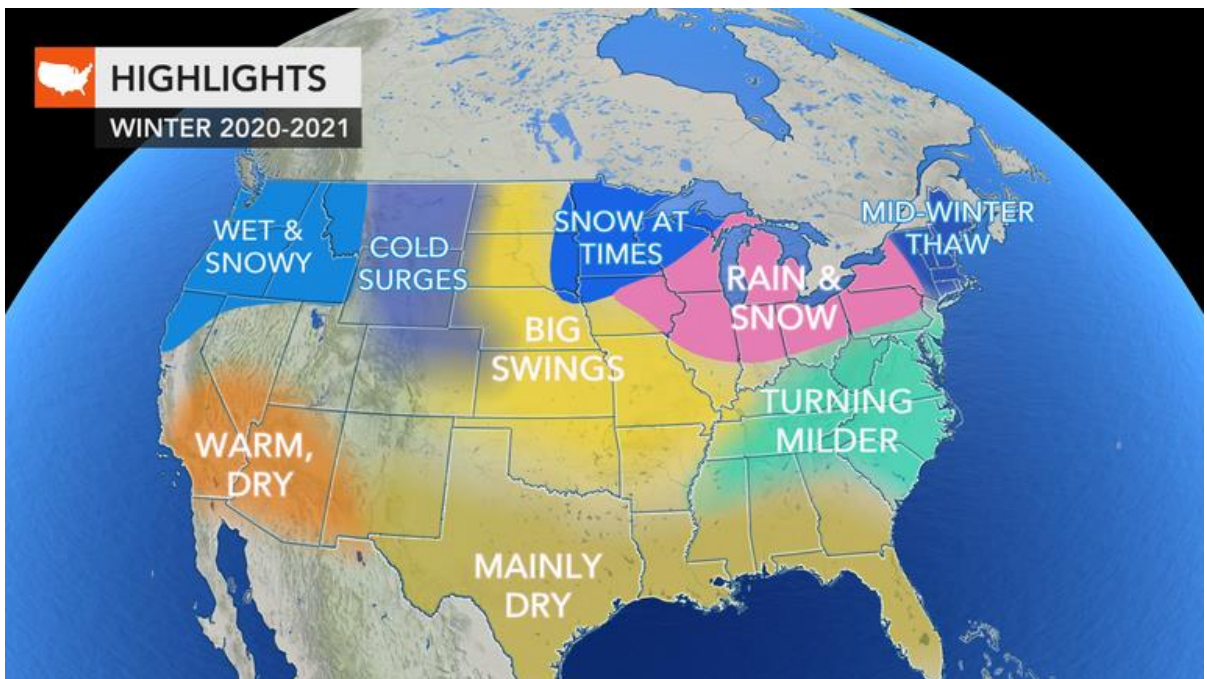 HIGHLIGHTS
WINTER 2020-2021
WET &
SNOWY
COLD
SURGES
SNOW AT
TIMES
MID-WINTER
THAW
RAIN &
SNOW
BIG
SWINGS
TURNING
MILDER
WARM,
DRY
MAINLY
DRY